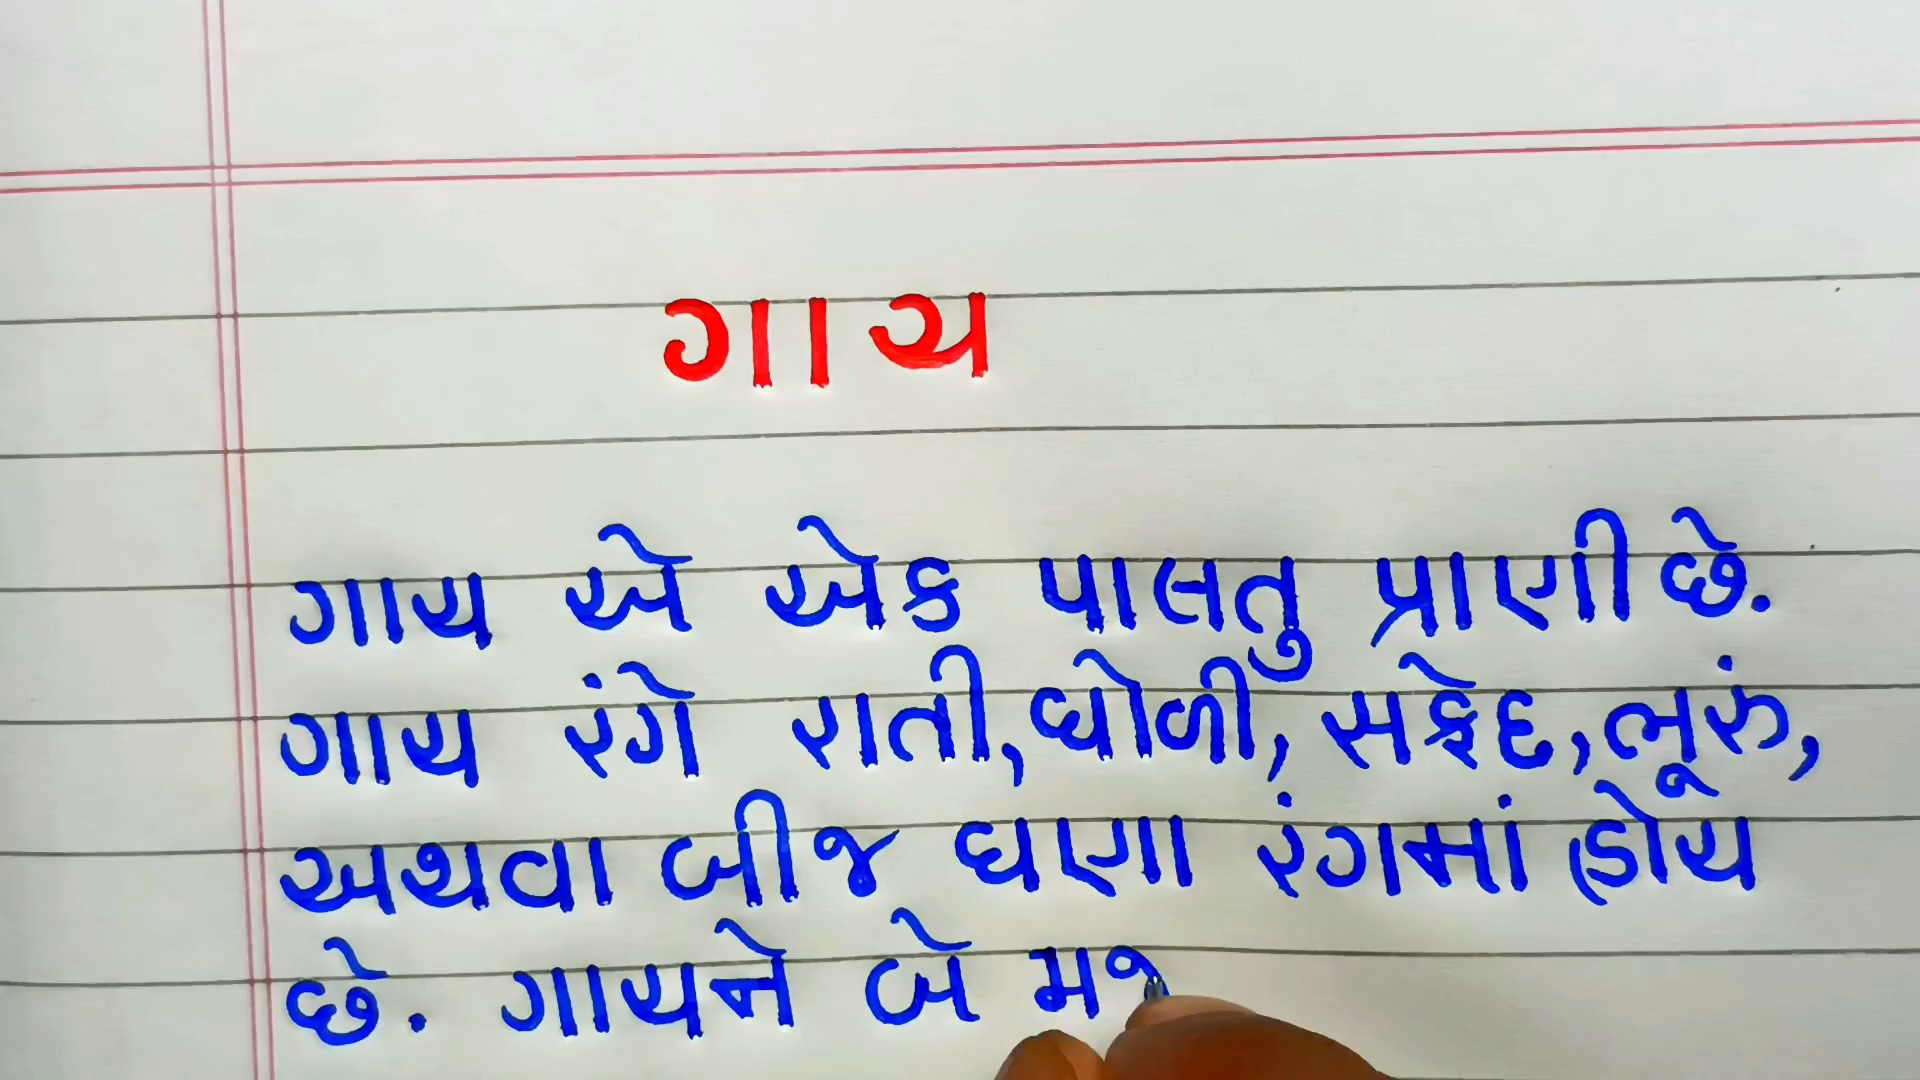 ગાય
ગાય એ એક પાલતુ પ્રાણી છે.
ગાય રંગે રાતી, ધોળી, સફેદ, ભૂરું,
અથવા બીજ ઘણા રંગમાં હોય
છે. ગાયને બે